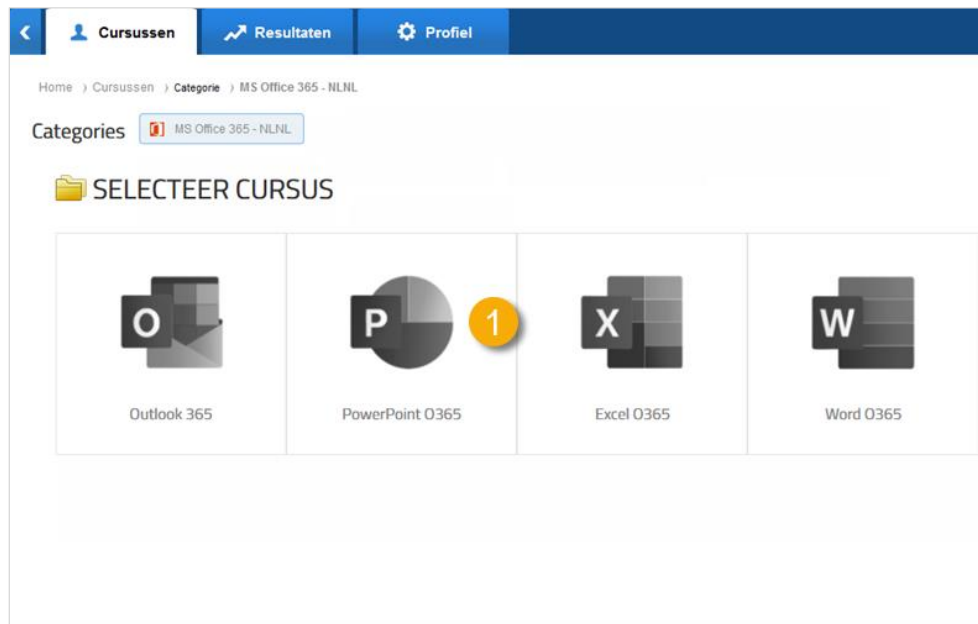 Cursussen Resultaten Profiel
Home › Cursussen › Categorie › MS Office 365 - NLNL
Categories MS Office 365 - NLNL
SELECTEER CURSUS
O P 1 X W
Outlook 365 PowerPoint O365 Excel O365 Word O365